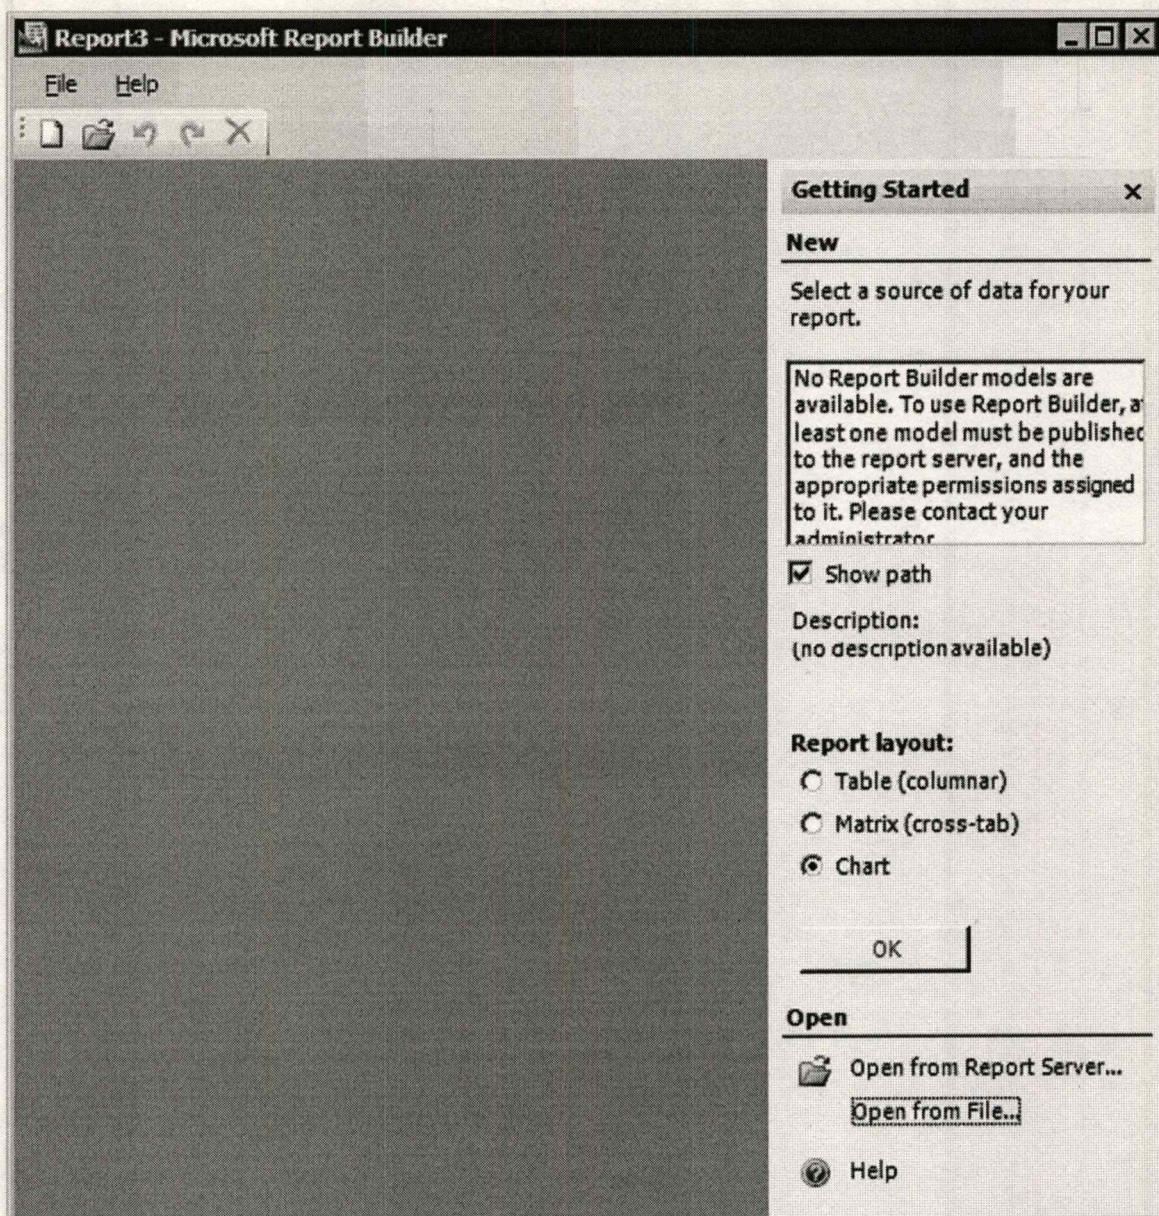 Report3 - Microsoft Report Builder
File Help
Getting Started
New
Select a source of data for your
report.
No Report Builder models are
available. To use Report Builder, at
least one model must be published
to the report server, and the
appropriate permissions assigned
to it. Please contact your
administrator
Show path
Description:
(no description available)
Report layout:
Table (columnar)
Matrix (cross-tab)
Chart
OK
Open
Open from Report Server...
Open from File...
Help